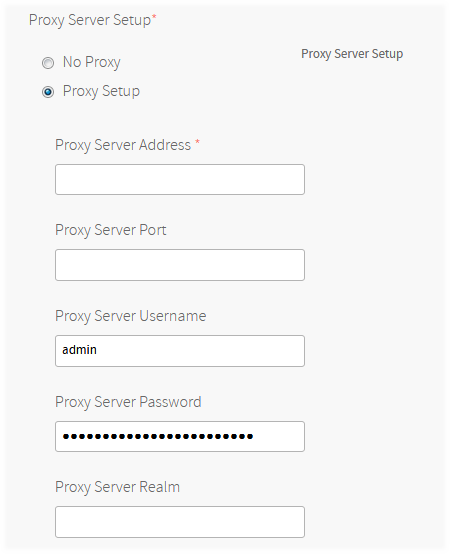 Proxy Server Setup*
No Proxy
Proxy Server Setup
Proxy Setup
Proxy Server Address *
Proxy Server Port
Proxy Server Username
admin
Proxy Server Password
●●●●●●●●●●●●●●●●●●●●●●●●
Proxy Server Realm